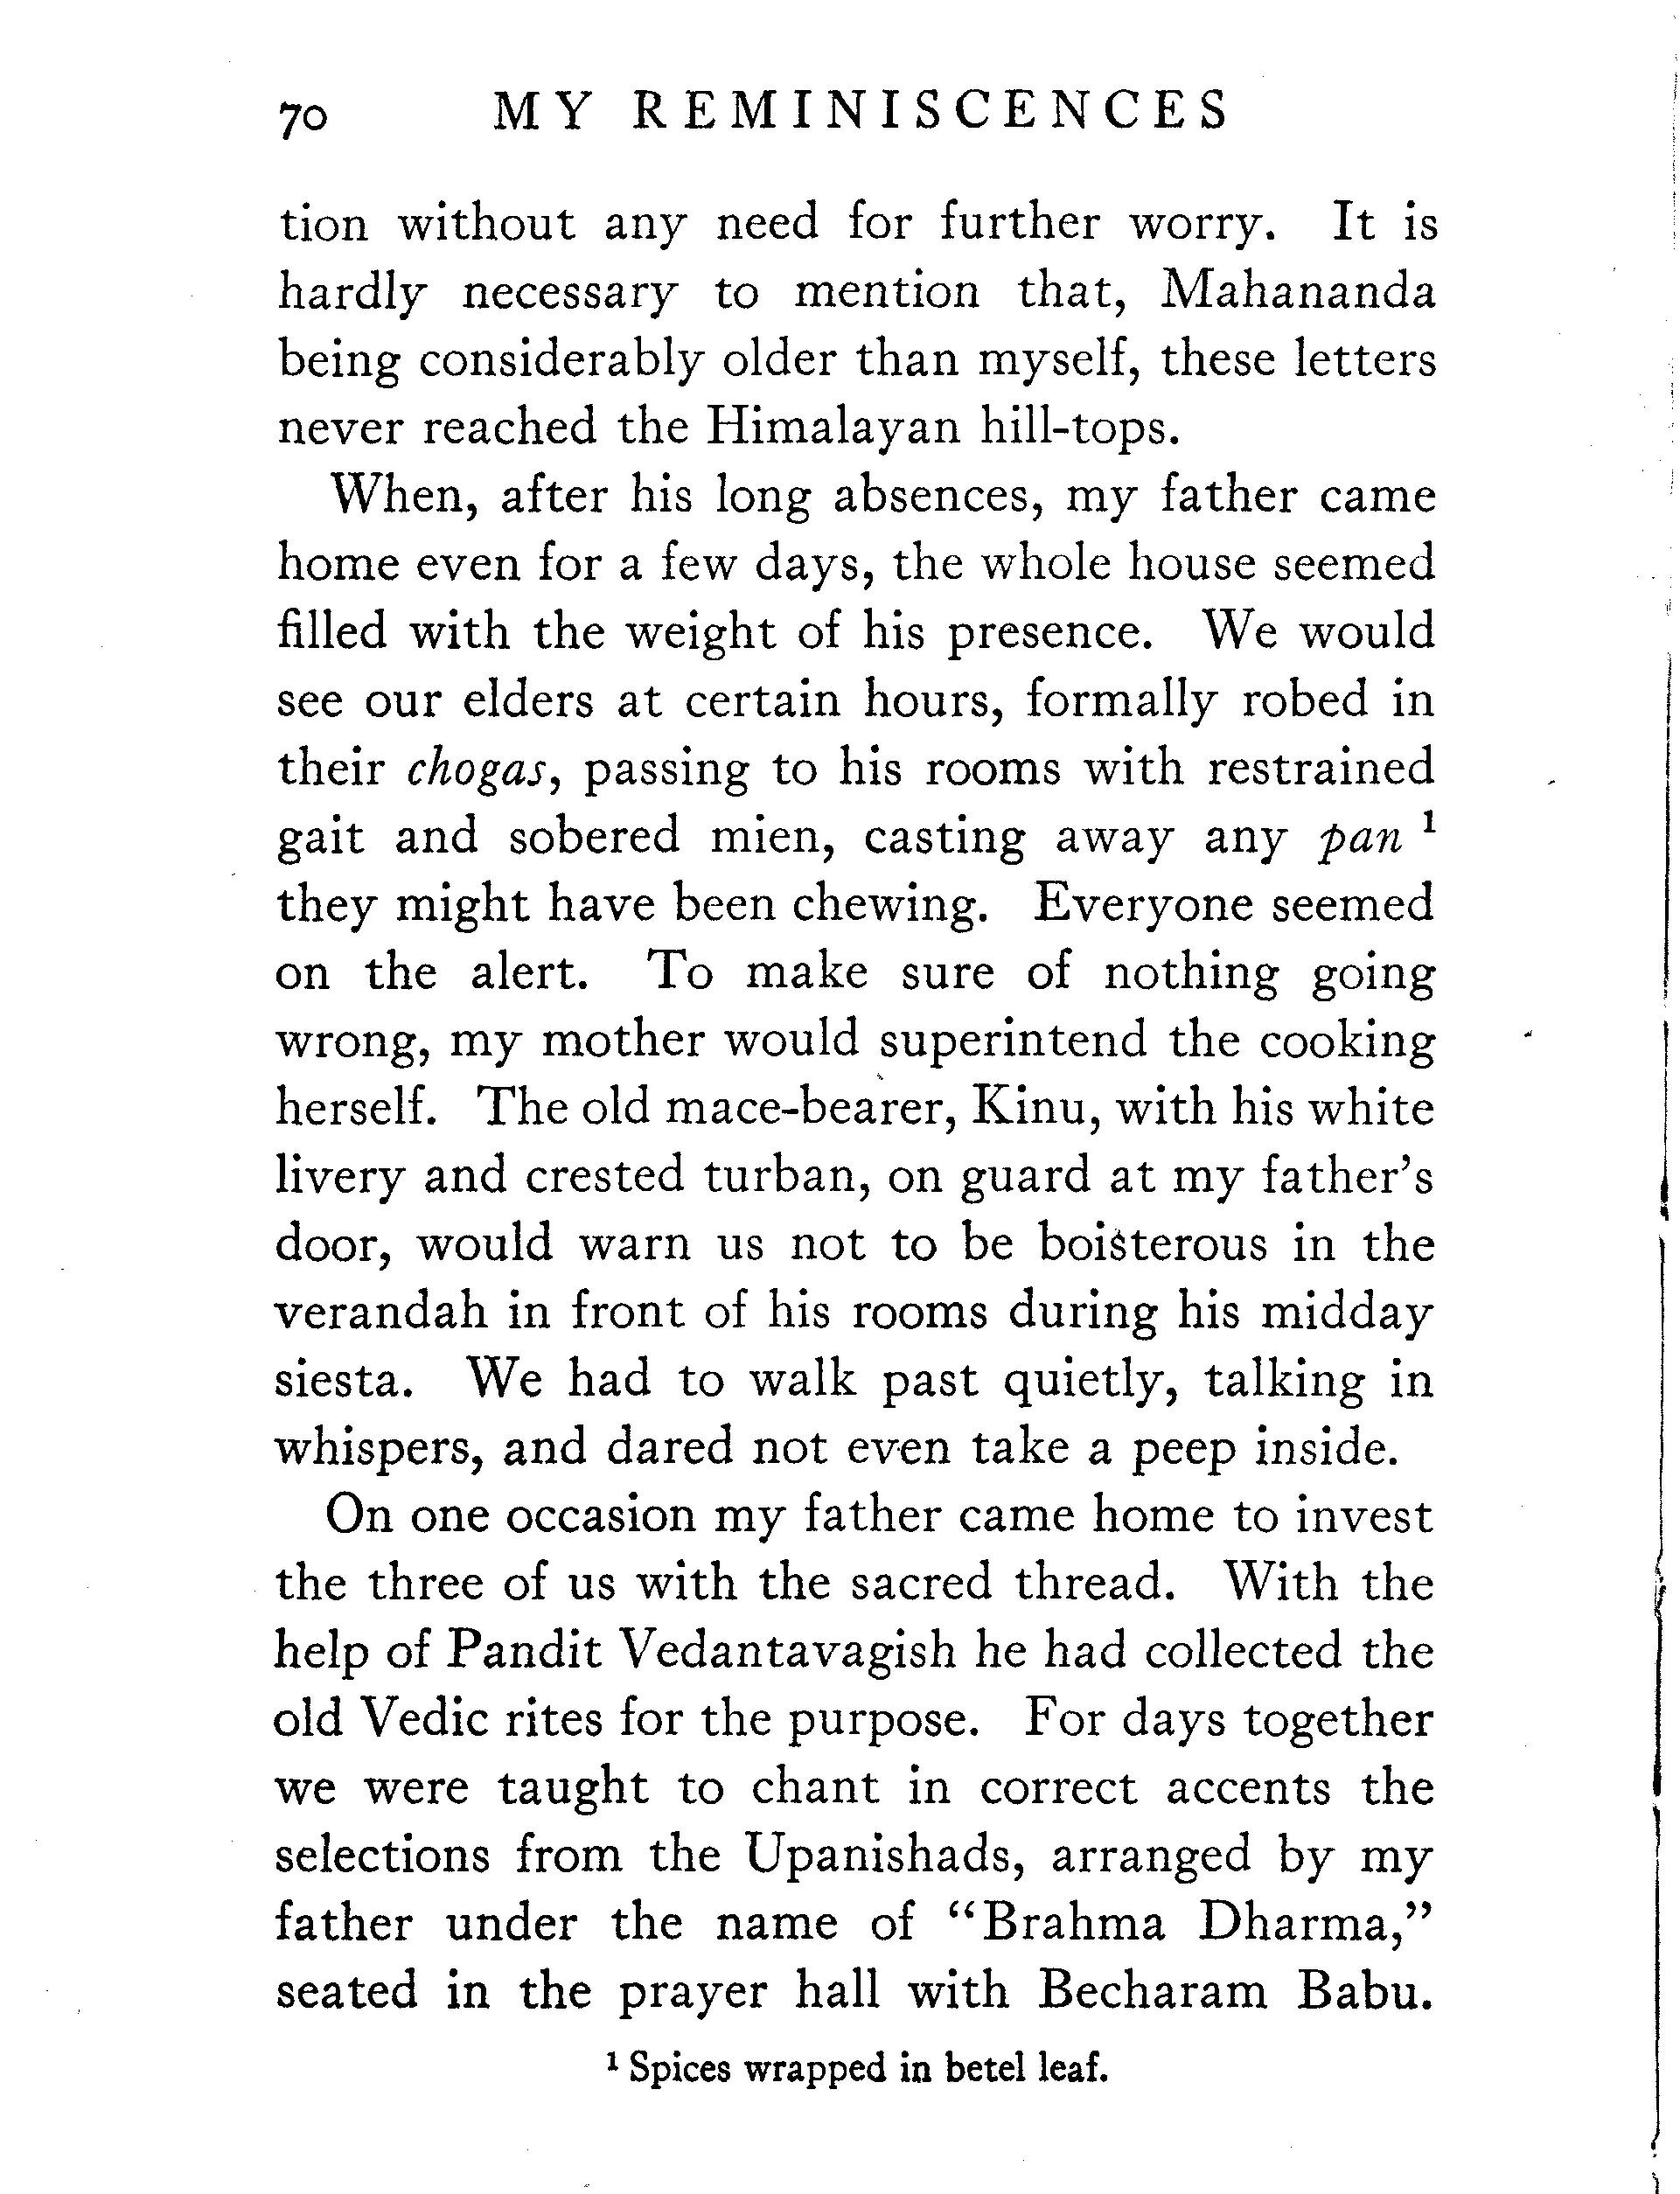 70 MY REMINISCENCES
tion without any need for further worry. It is
hardly necessary to mention that, Mahananda
being considerably older than myself, these letters
never reached the Himalayan hill-tops.
When, after his long absences, my father came
home even for a few days, the whole house seemed
filled with the weight of his presence. We would
see our elders at certain hours, formally robed in
their chogas, passing to his rooms with restrained
gait and sobered mien, casting away any pan ¹
they might have been chewing. Everyone seemed
on the alert. To make sure of nothing going
wrong, my mother would superintend the cooking
herself. The old mace-bearer, Kinu, with his white
livery and crested turban, on guard at my father's
door, would warn us not to be boisterous in the
verandah in front of his rooms during his midday
siesta. We had to walk past quietly, talking in
whispers, and dared not even take a peep inside.
On one occasion my father came home to invest
the three of us with the sacred thread. With the
help of Pandit Vedantavagish he had collected the
old Vedic rites for the purpose. For days together
we were taught to chant in correct accents the
selections from the Upanishads, arranged by my
father under the name of "Brahma Dharma,"
seated in the prayer hall with Becharam Babu.
¹ Spices wrapped in betel leaf.